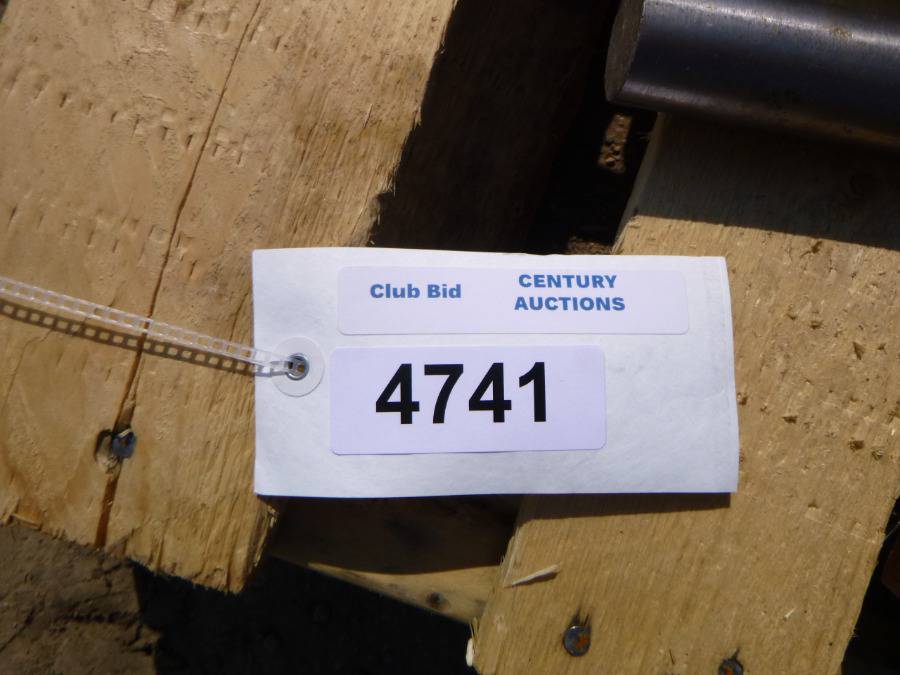 Club Bid
CENTURY
AUCTIONS
4741